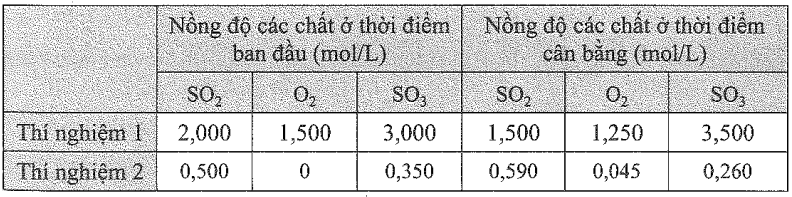 Nồng độ các chất ở thời điểm ban đầu (mol/L) Nồng độ các chất ở thời điểm cân bằng (mol/L)
SO₂ O₂ SO₃ SO₂ O₂ SO₃
Thí nghiệm 1 2,000 1,500 3,000 1,500 1,250 3,500
Thí nghiệm 2 0,500 0 0,350 0,590 0,045 0,260